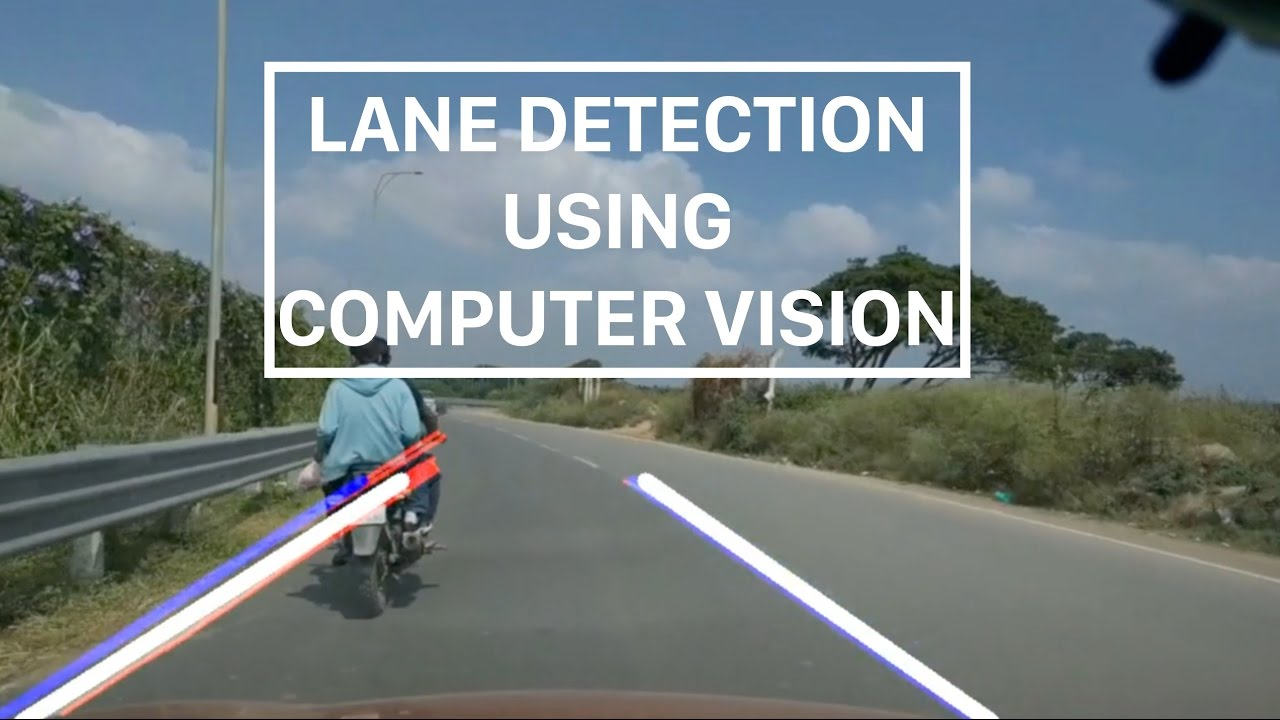 LANE DETECTION
USING
COMPUTER VISION